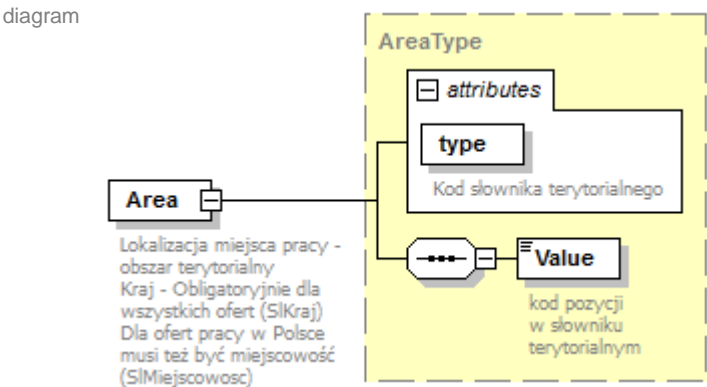 diagram
AreaType
attributes
type
Kod słownika terytorialnego
Area
Lokalizacja miejsca pracy -
obszar terytorialny
Kraj - Obligatoryjnie dla
wszystkich ofert (SlKraj)
Dla ofert pracy w Polsce
musi też być miejscowość
(SlMiejscowosc)
Value
kod pozycji
w słowniku
terytorialnym